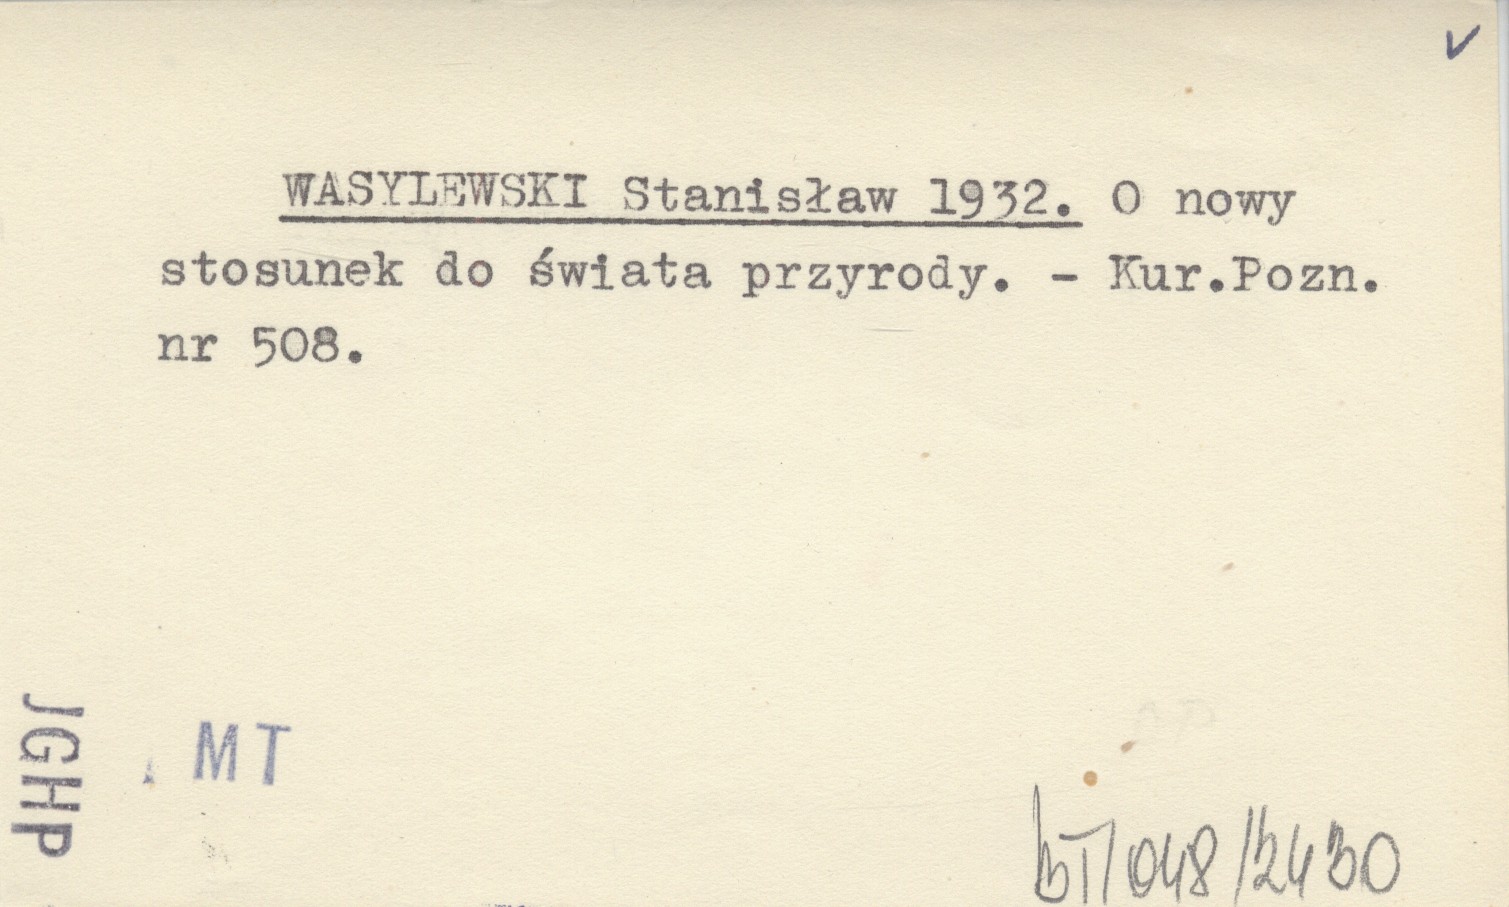 WASYLEWSKI Stanisław 1932. O nowy
stosunek do świata przyrody. - Kur.Pozn.
nr 508.
JGHP
MT
BT/048/2430